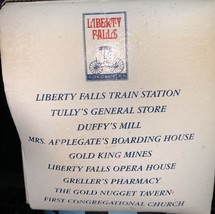 LIBERTY
FALLS
LIBERTY FALLS TRAIN STATION
TULLY'S GENERAL STORE
DUFFY'S MILL
MRS. APPLEGATE'S BOARDING HOUSE
GOLD KING MINES
LIBERTY FALLS OPERA HOUSE
GRELLER'S PHARMACY
THE GOLD NUGGET TAVERN
FIRST CONGREGATIONAL CHURCH